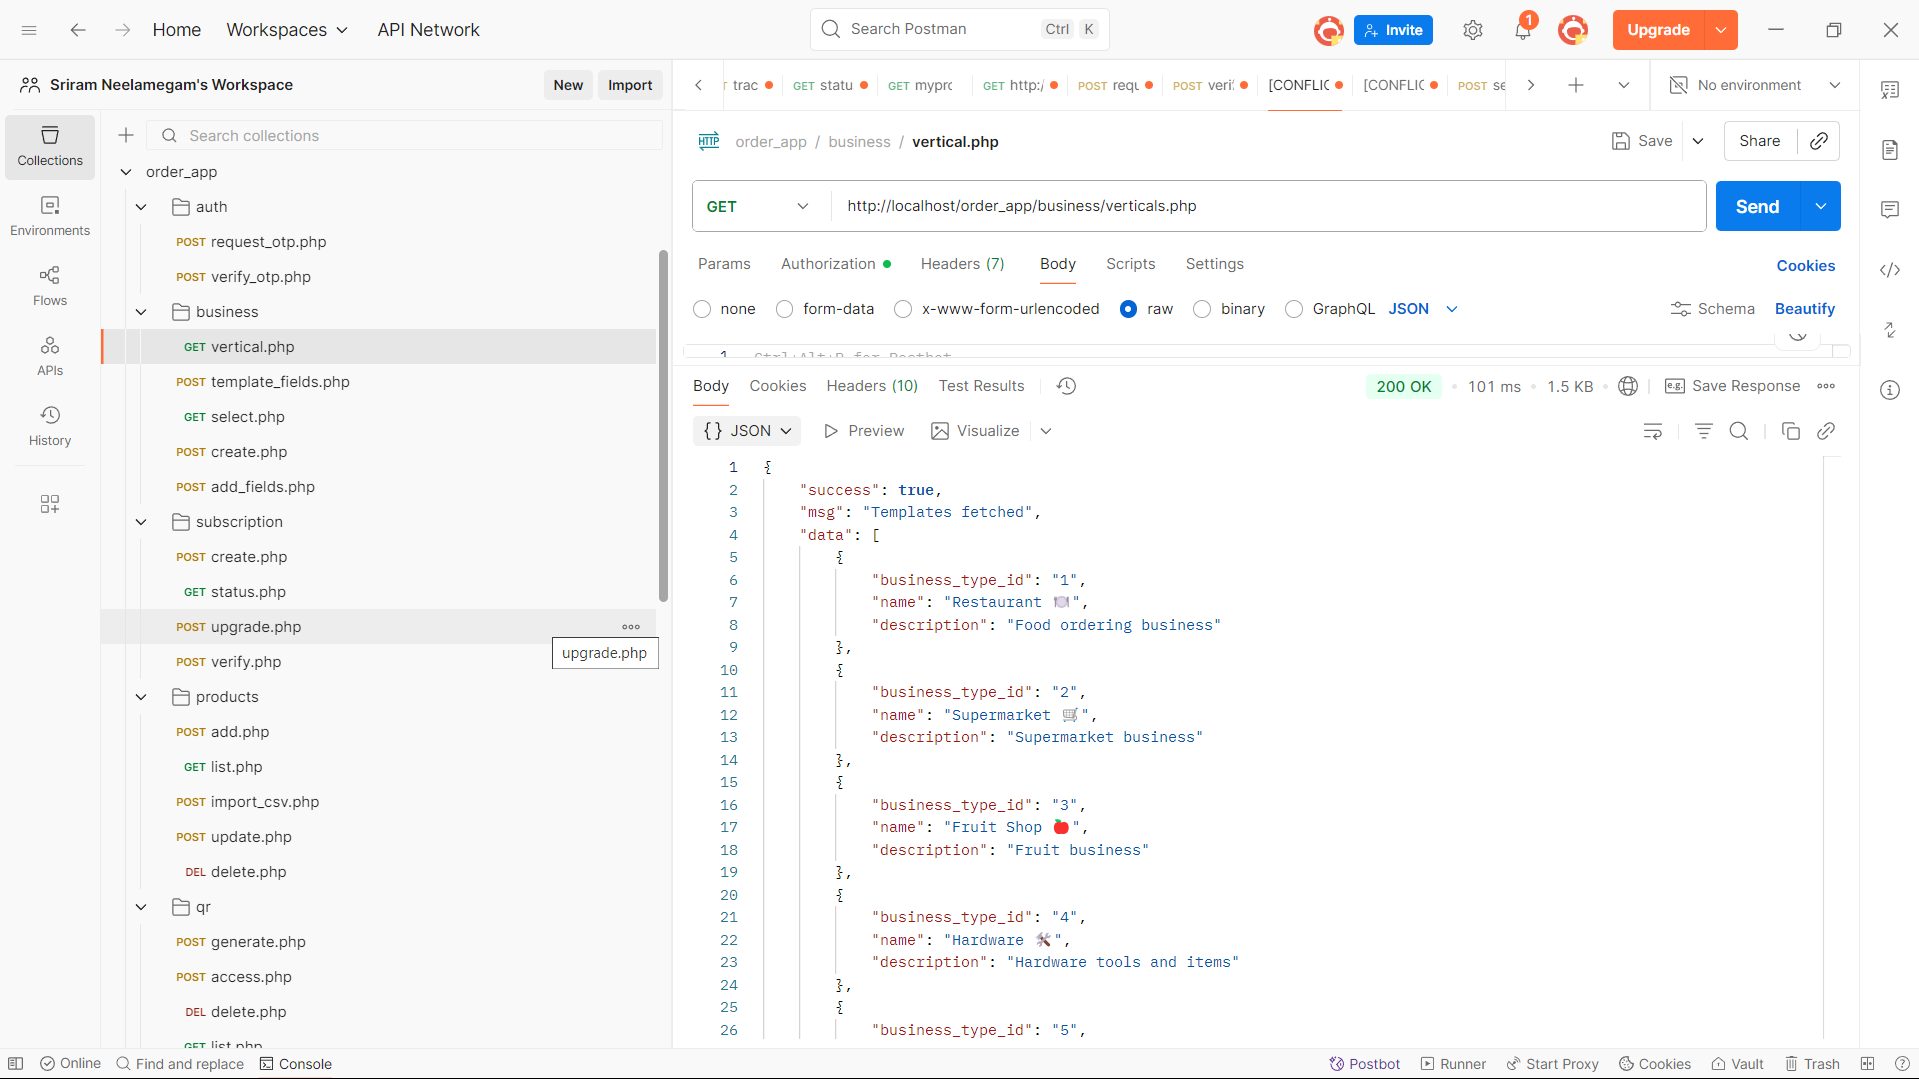 Home Workspaces API Network Search Postman Ctrl K Invite 1 Upgrade
Sriram Neelamegam's Workspace New Import
trac GET statu GET mypro GET http:/ POST requ POST veri [CONFLIC [CONFLIC POST se No environment
Collections
Environments
Flows
APIs
History
Search collections
order_app
auth
POST request_otp.php
POST verify_otp.php
business
GET vertical.php
POST template_fields.php
GET select.php
POST create.php
POST add_fields.php
subscription
POST create.php
GET status.php
POST upgrade.php
upgrade.php
POST verify.php
products
POST add.php
GET list.php
POST import_csv.php
POST update.php
DEL delete.php
qr
POST generate.php
POST access.php
DEL delete.php
GET list.php
HTTP order_app / business / vertical.php Save Share
GET http://localhost/order_app/business/verticals.php Send
Params Authorization Headers (7) Body Scripts Settings Cookies
none form-data x-www-form-urlencoded raw binary GraphQL JSON Schema Beautify
1 Ctrl+Alt+P for Postbot
Body Cookies Headers (10) Test Results 200 OK 101 ms 1.5 KB e.g. Save Response
{} JSON Preview Visualize
1 {
2 "success": true,
3 "msg": "Templates fetched",
4 "data": [
5 {
6 "business_type_id": "1",
7 "name": "Restaurant 🍽️",
8 "description": "Food ordering business"
9 },
10 {
11 "business_type_id": "2",
12 "name": "Supermarket 🛒",
13 "description": "Supermarket business"
14 },
15 {
16 "business_type_id": "3",
17 "name": "Fruit Shop 🍎",
18 "description": "Fruit business"
19 },
20 {
21 "business_type_id": "4",
22 "name": "Hardware 🛠️",
23 "description": "Hardware tools and items"
24 },
25 {
26 "business_type_id": "5",
Online Find and replace Console Postbot Runner Start Proxy Cookies Vault Trash